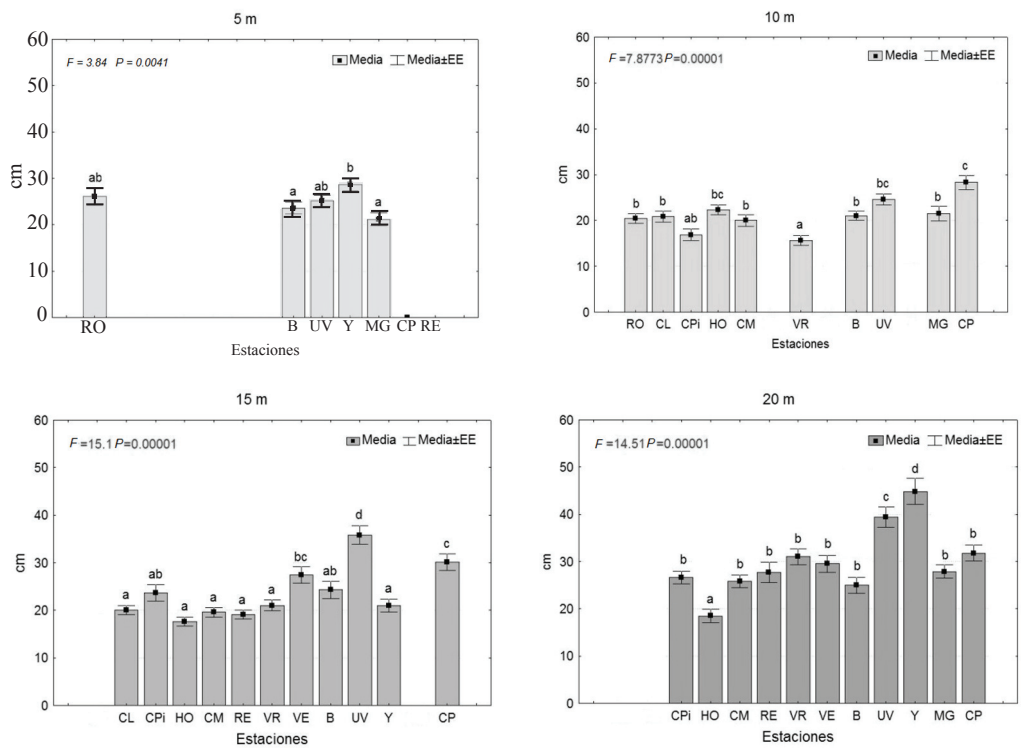 5 m
60
50
40
30
20
10
0
cm
F = 3.84 P = 0.0041
Media Media±EE
ab
a
ab
b
a
RO B UV Y MG CP RE
Estaciones
10 m
60
50
40
30
20
10
0
cm
F =7.8773 P=0.00001
Media Media±EE
b b ab bc b a b bc b c
RO CL CPi HO CM VR B UV MG CP
Estaciones
15 m
60
50
40
30
20
10
0
cm
F =15.1 P=0.00001
Media Media±EE
a ab a a a a bc ab d a c
CL CPi HO CM RE VR VE B UV Y CP
Estaciones
20 m
60
50
40
30
20
10
0
cm
F =14.51 P=0.00001
Media Media±EE
b a b b b b b c d b b
CPi HO CM RE VR VE B UV Y MG CP
Estaciones